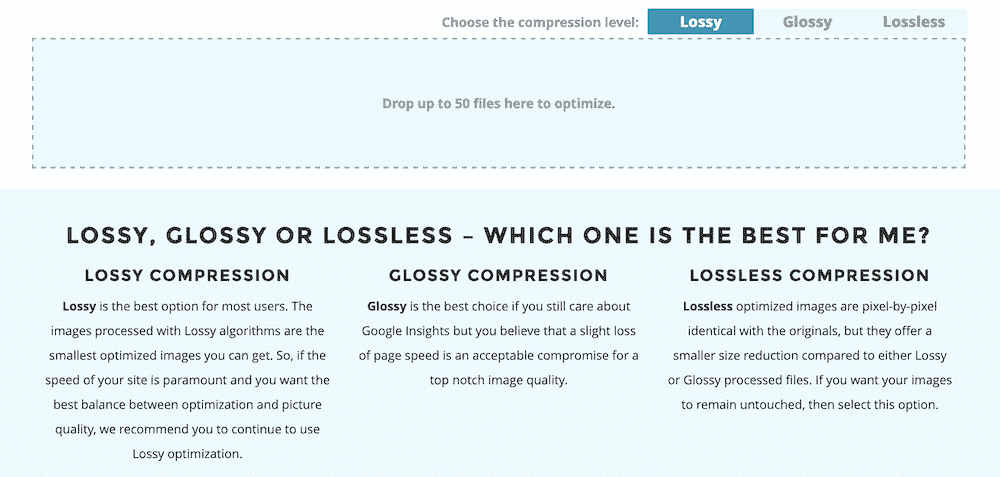 Choose the compression level: Lossy Glossy Lossless
Drop up to 50 files here to optimize.
LOSSY, GLOSSY OR LOSSLESS – WHICH ONE IS THE BEST FOR ME?
LOSSY COMPRESSION
Lossy is the best option for most users. The
images processed with Lossy algorithms are the
smallest optimized images you can get. So, if the
speed of your site is paramount and you want the
best balance between optimization and picture
quality, we recommend you to continue to use
Lossy optimization.
GLOSSY COMPRESSION
Glossy is the best choice if you still care about
Google Insights but you believe that a slight loss
of page speed is an acceptable compromise for a
top notch image quality.
LOSSLESS COMPRESSION
Lossless optimized images are pixel-by-pixel
identical with the originals, but they offer a
smaller size reduction compared to either Lossy
or Glossy processed files. If you want your images
to remain untouched, then select this option.